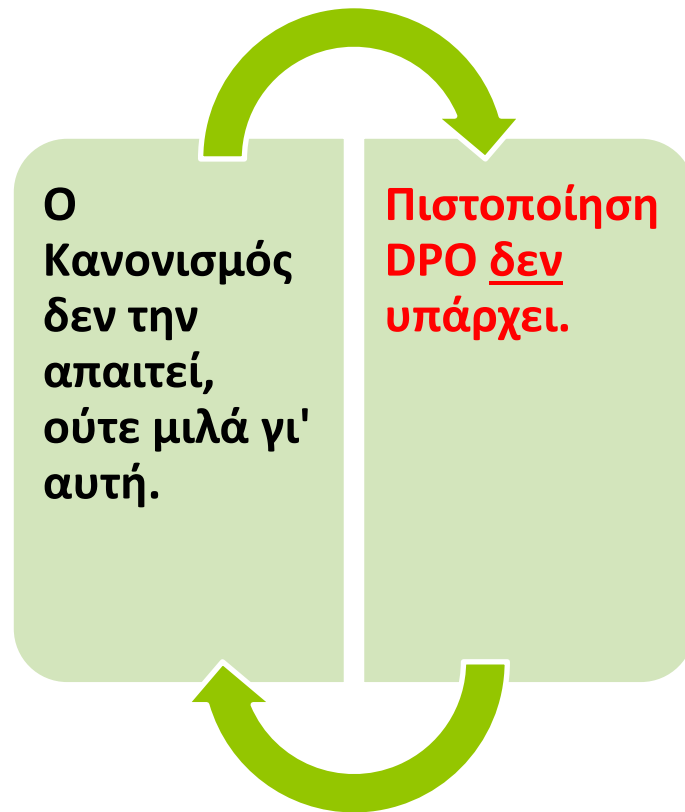 Ο
Κανονισμός
δεν την
απαιτεί,
ούτε μιλά γι'
αυτή.
Πιστοποίηση
DPO δεν
υπάρχει.